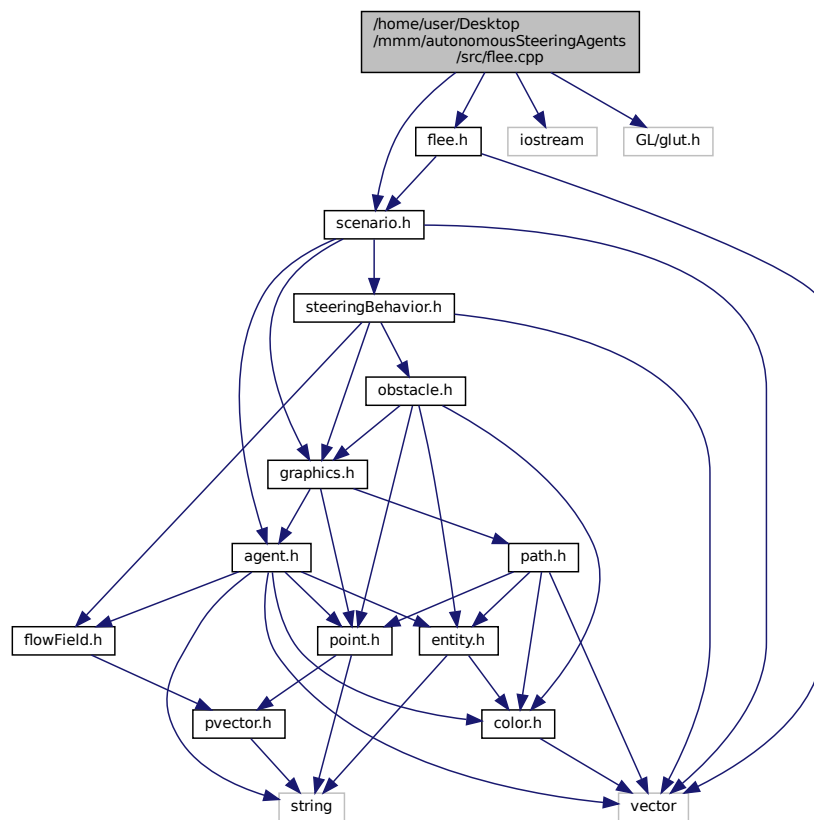 /home/user/Desktop
/mmm/autonomousSteeringAgents
/src/flee.cpp
flee.h
iostream
GL/glut.h
scenario.h
steeringBehavior.h
obstacle.h
graphics.h
agent.h
path.h
flowField.h
point.h
entity.h
pvector.h
color.h
string
vector